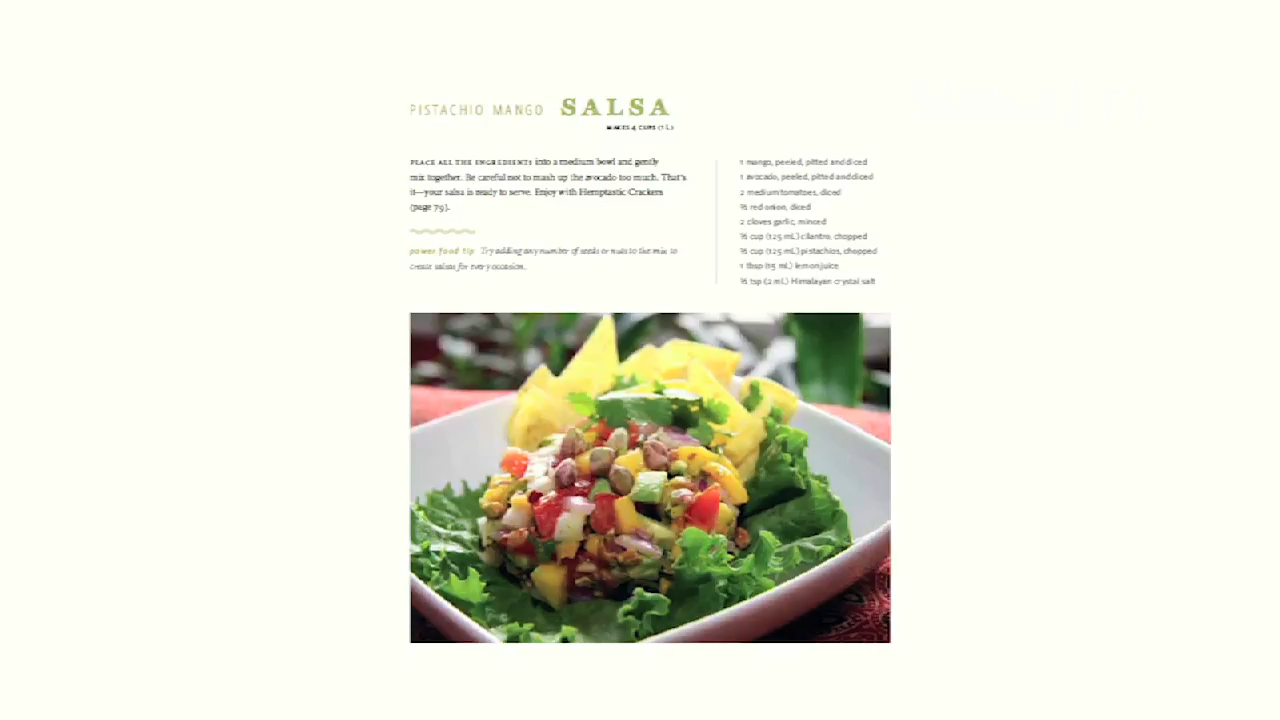 PISTACHIO MANGO SALSA
MAKES 4 CUPS (1 L)
PLACE ALL THE INGREDIENTS into a medium bowl and gently
mix together. Be careful not to mash up the avocado too much. That's
it—your salsa is ready to serve. Enjoy with Hemptastic Crackers
(page 79).
power food tip Try adding any number of seeds or nuts to the mix to
create salsas for every occasion.
1 mango, peeled, pitted and diced
1 avocado, peeled, pitted and diced
2 medium tomatoes, diced
red onion, diced
2 cloves garlic, minced
½ cup (125 mL) cilantro, chopped
½ cup (125 mL) pistachios, chopped
1 tbsp (15 mL) lemon juice
½ tsp (2 mL) Himalayan crystal salt